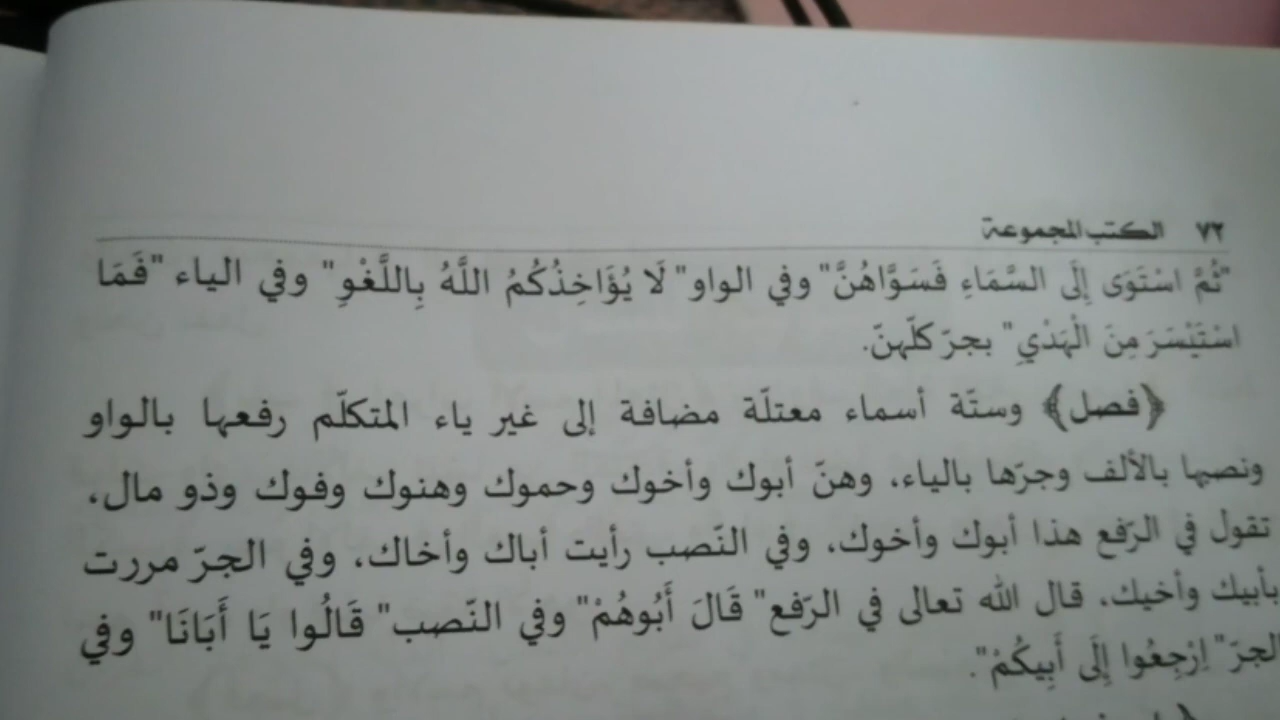 ٧٢ الكتب المجموعة
"ثُمَّ اسْتَوَى إِلَى السَّمَاءِ فَسَوَّاهُنَّ" وفي الواو" لَا يُؤَاخِذُكُمُ اللَّهُ بِاللَّغْوِ" وفي الياء "فَمَا
اسْتَيْسَرَ مِنَ الْهَدْيِ" بجرّ كلّهنّ.
﴿فصل﴾ وستّة أسماء معتلّة مضافة إلى غير ياء المتكلّم رفعها بالواو
ونصبها بالألف وجرّها بالياء، وهنّ أبوك وأخوك وحموك وهنوك وفوك وذو مال،
تقول في الرّفع هذا أبوك وأخوك، وفي النّصب رأيت أباك وأخاك، وفي الجرّ مررت
بأبيك وأخيك، قال الله تعالى في الرّفع" قَالَ أَبُوهُمْ" وفي النّصب" قَالُوا يَا أَبَانَا" وفي
الجرّ" اِرْجِعُوا إِلَى أَبِيكُمْ".